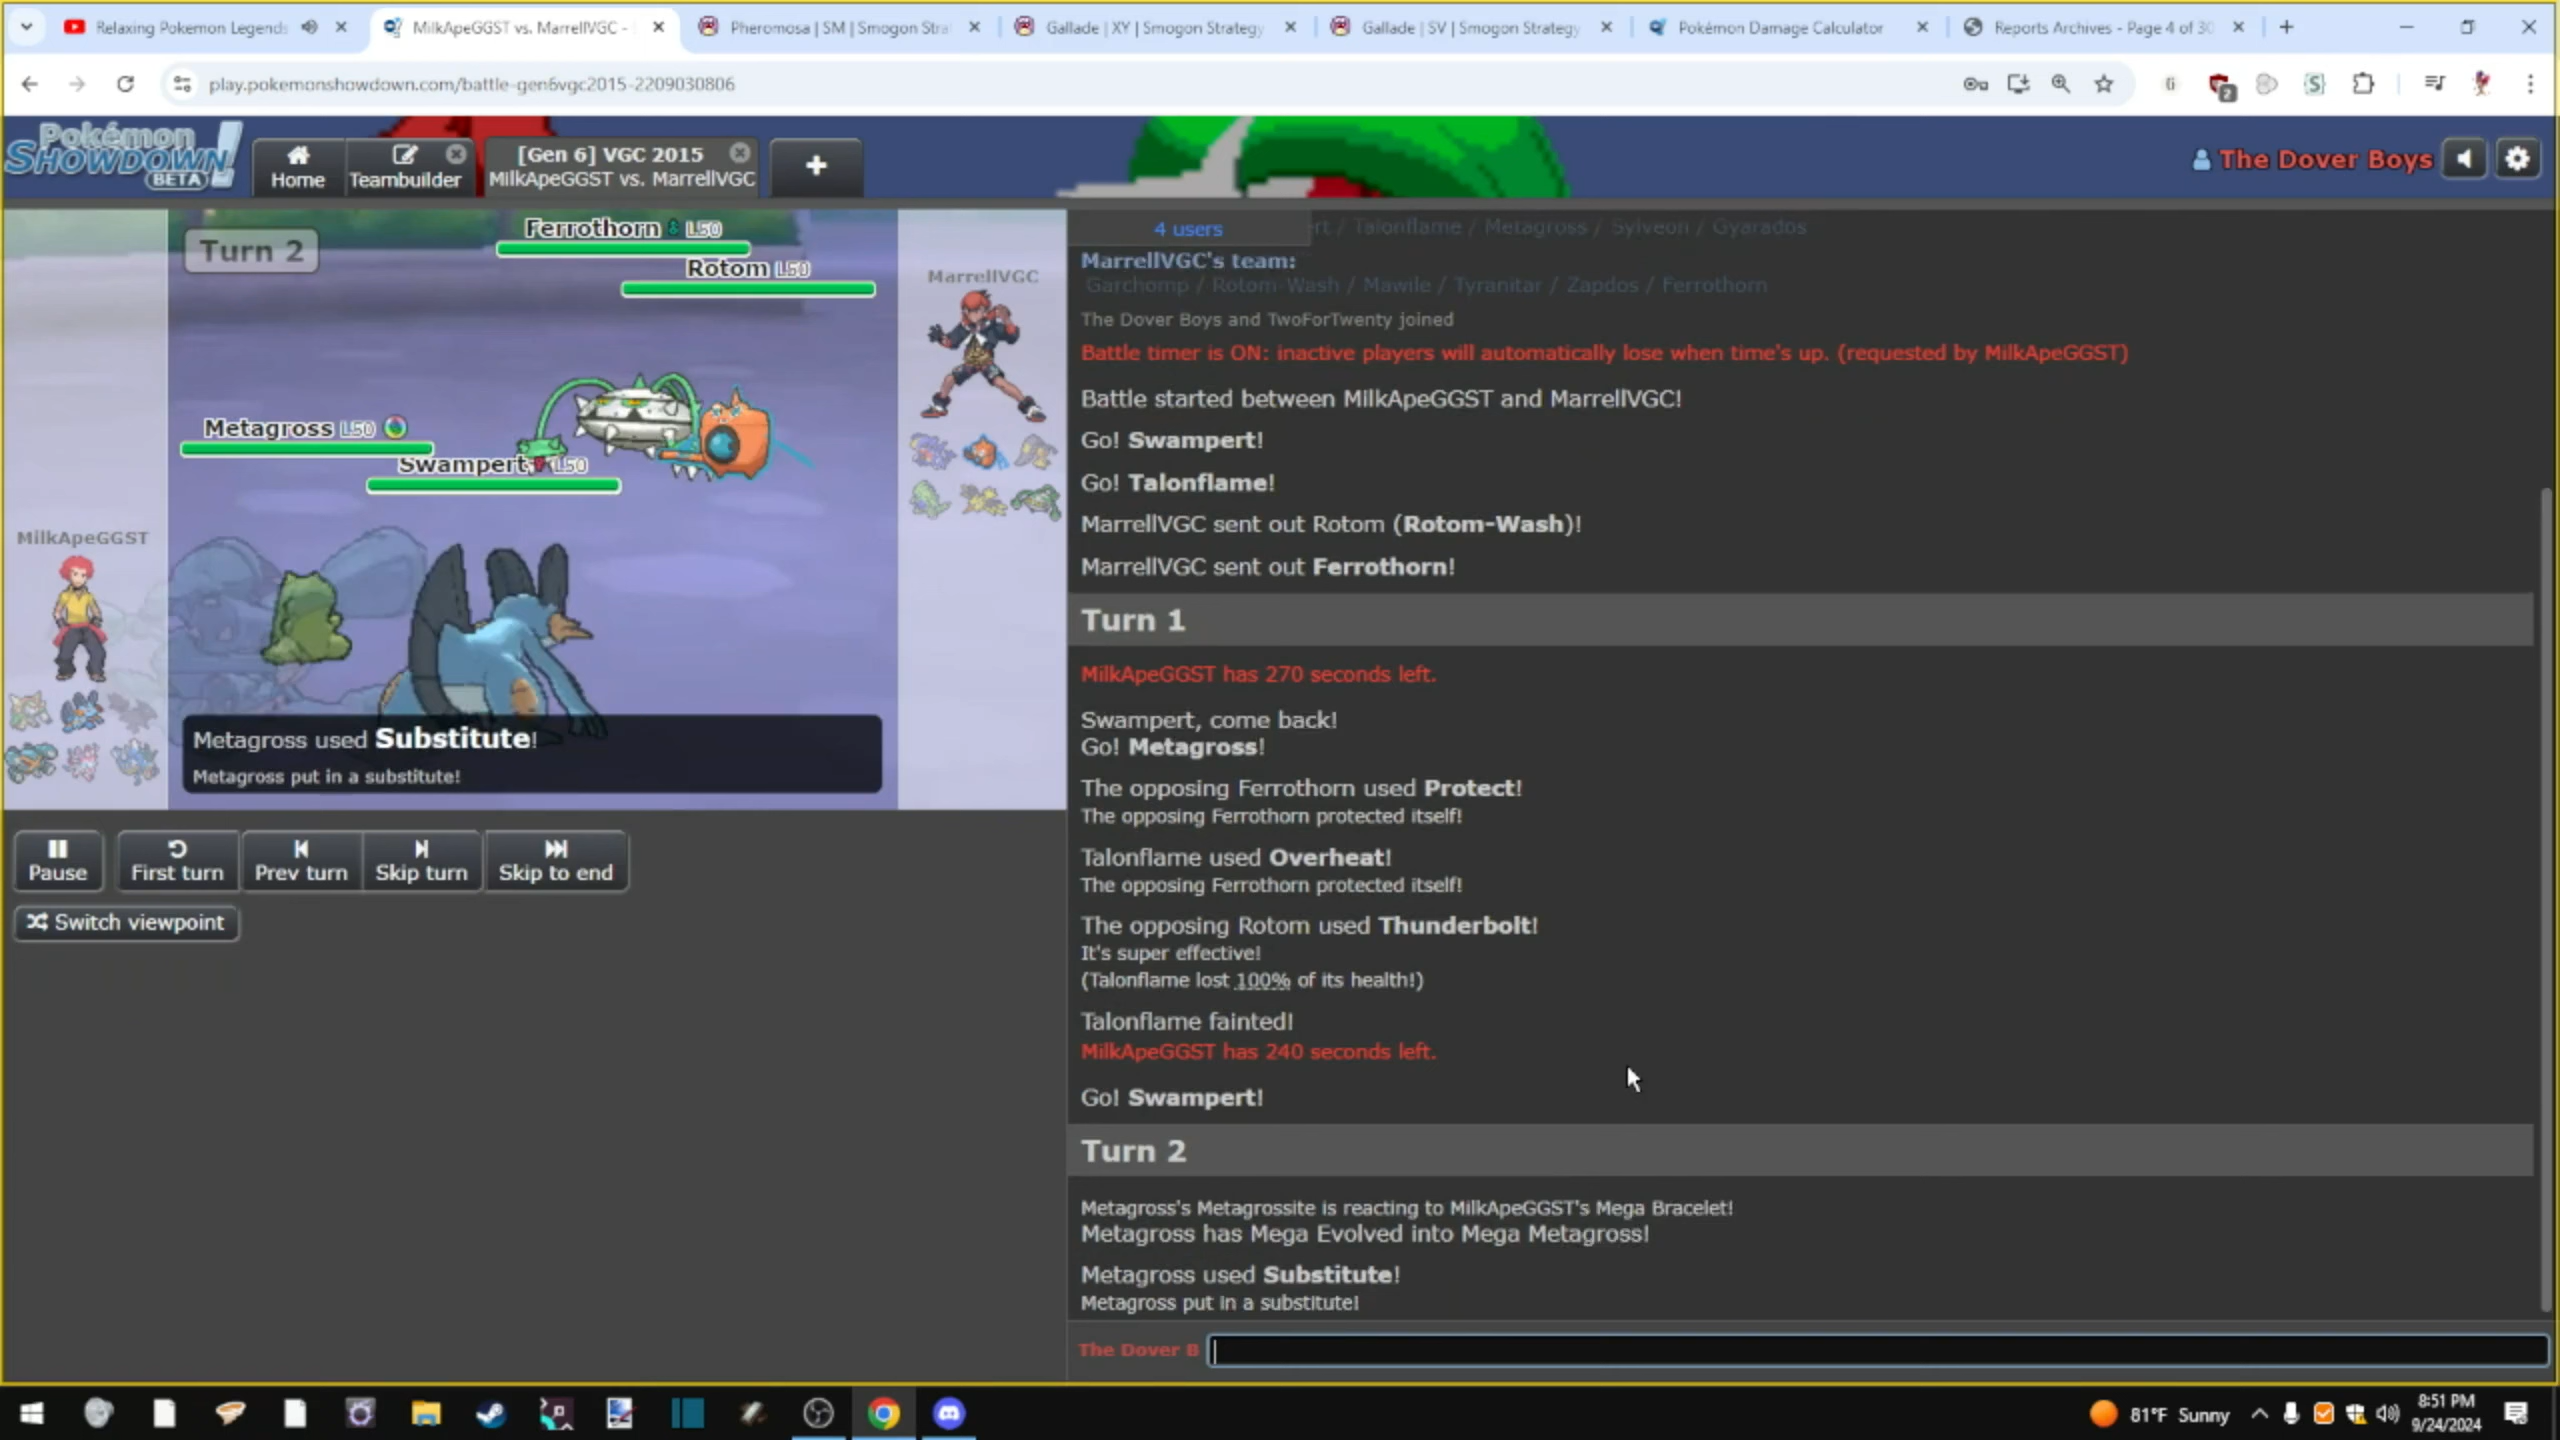 Relaxing Pokemon Legends
MilkApeGGST vs. MarrellVGC -
Pheromosa | SM | Smogon Stra
Gallade | XY | Smogon Strategy
Gallade | SV | Smogon Strategy
Pokémon Damage Calculator
Reports Archives - Page 4 of 30
play.pokemonshowdown.com/battle-gen6vgc2015-2209030806
2
Pokémon
SHOWDOWN!
BETA
Home
Teambuilder
[Gen 6] VGC 2015
MilkApeGGST vs. MarrellVGC
The Dover Boys
Turn 2
Ferrothorn L50
Rotom L50
MarrellVGC
Metagross L50
Swampert L50
MilkApeGGST
Metagross used Substitute!
Metagross put in a substitute!
Pause
First turn
Prev turn
Skip turn
Skip to end
Switch viewpoint
4 users
rt / Talonflame / Metagross / Sylveon / Gyarados
MarrellVGC's team:
Garchomp / Rotom-Wash / Mawile / Tyranitar / Zapdos / Ferrothorn
The Dover Boys and TwoForTwenty joined
Battle timer is ON: inactive players will automatically lose when time's up. (requested by MilkApeGGST)
Battle started between MilkApeGGST and MarrellVGC!
Go! Swampert!
Go! Talonflame!
MarrellVGC sent out Rotom (Rotom-Wash)!
MarrellVGC sent out Ferrothorn!
Turn 1
MilkApeGGST has 270 seconds left.
Swampert, come back!
Go! Metagross!
The opposing Ferrothorn used Protect!
The opposing Ferrothorn protected itself!
Talonflame used Overheat!
The opposing Ferrothorn protected itself!
The opposing Rotom used Thunderbolt!
It's super effective!
(Talonflame lost 100% of its health!)
Talonflame fainted!
MilkApeGGST has 240 seconds left.
Go! Swampert!
Turn 2
Metagross's Metagrossite is reacting to MilkApeGGST's Mega Bracelet!
Metagross has Mega Evolved into Mega Metagross!
Metagross used Substitute!
Metagross put in a substitute!
The Dover B
81°F Sunny
8:51 PM
9/24/2024